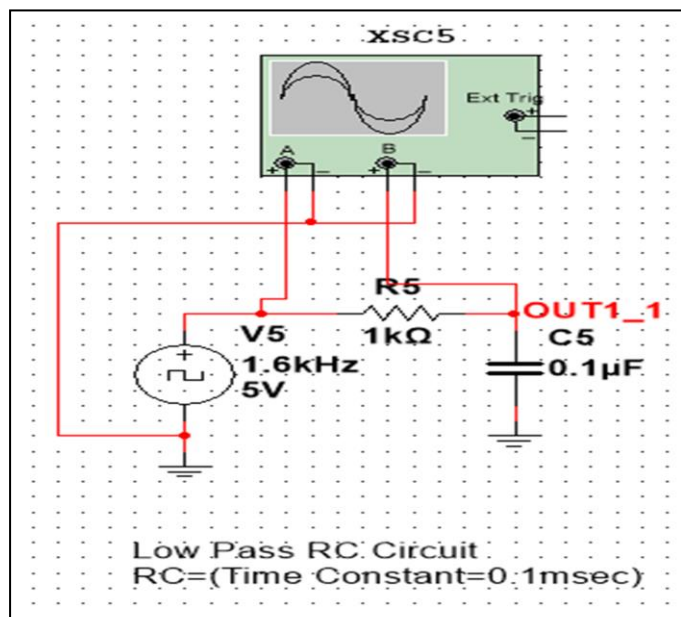 XSC5
Ext Trig
+
−
A
B
+
−
+
−
R5
1kΩ
OUT1_1
V5
1.6kHz
5V
+
C5
0.1µF
Low Pass RC Circuit
RC=(Time Constant=0.1msec)